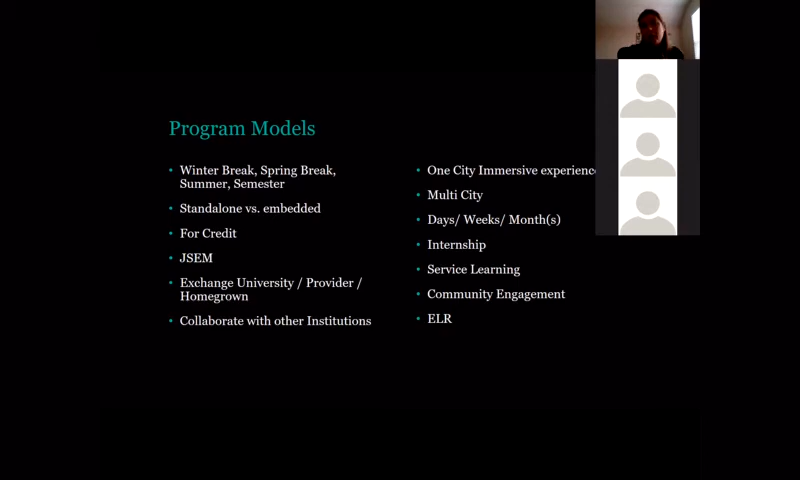 Program Models
Winter Break, Spring Break,
Summer, Semester
Standalone vs. embedded
For Credit
JSEM
Exchange University / Provider /
Homegrown
Collaborate with other Institutions
One City Immersive experienc
Multi City
Days/ Weeks/ Month(s)
Internship
Service Learning
Community Engagement
ELR